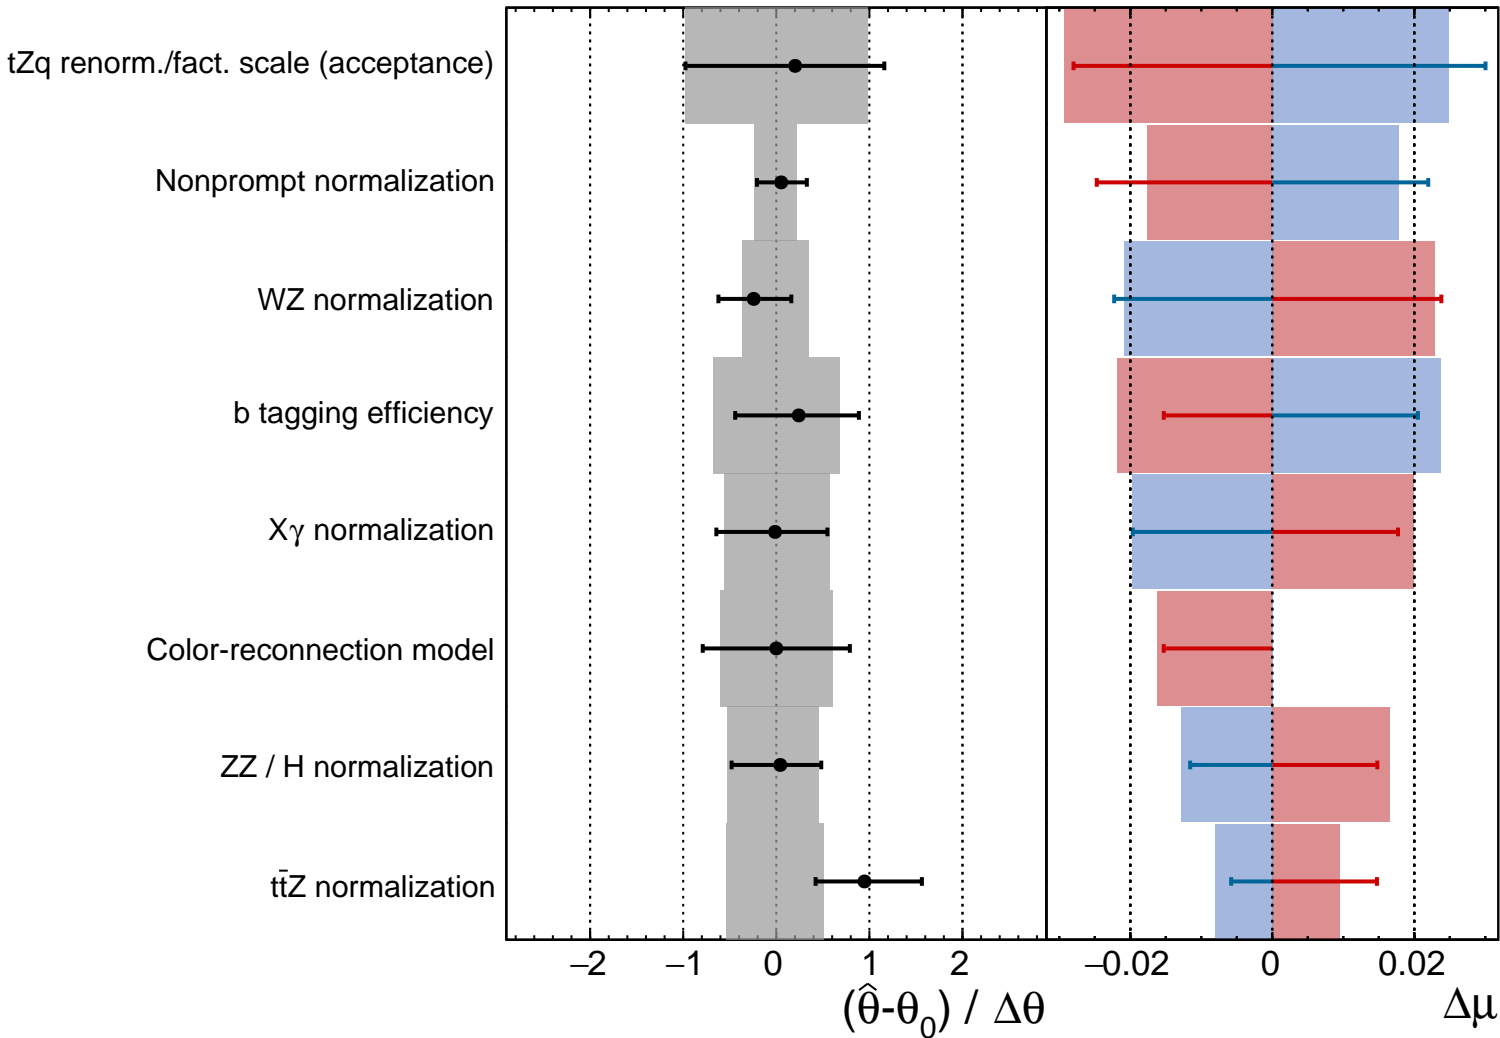 tZq renorm./fact. scale (acceptance)
Nonprompt normalization
WZ normalization
b tagging efficiency
Xγ normalization
Color-reconnection model
ZZ / H normalization
tt̄Z normalization
−2 −1 0 1 2 −0.02 0 0.02
(θ̂-θ₀) / Δθ Δμ